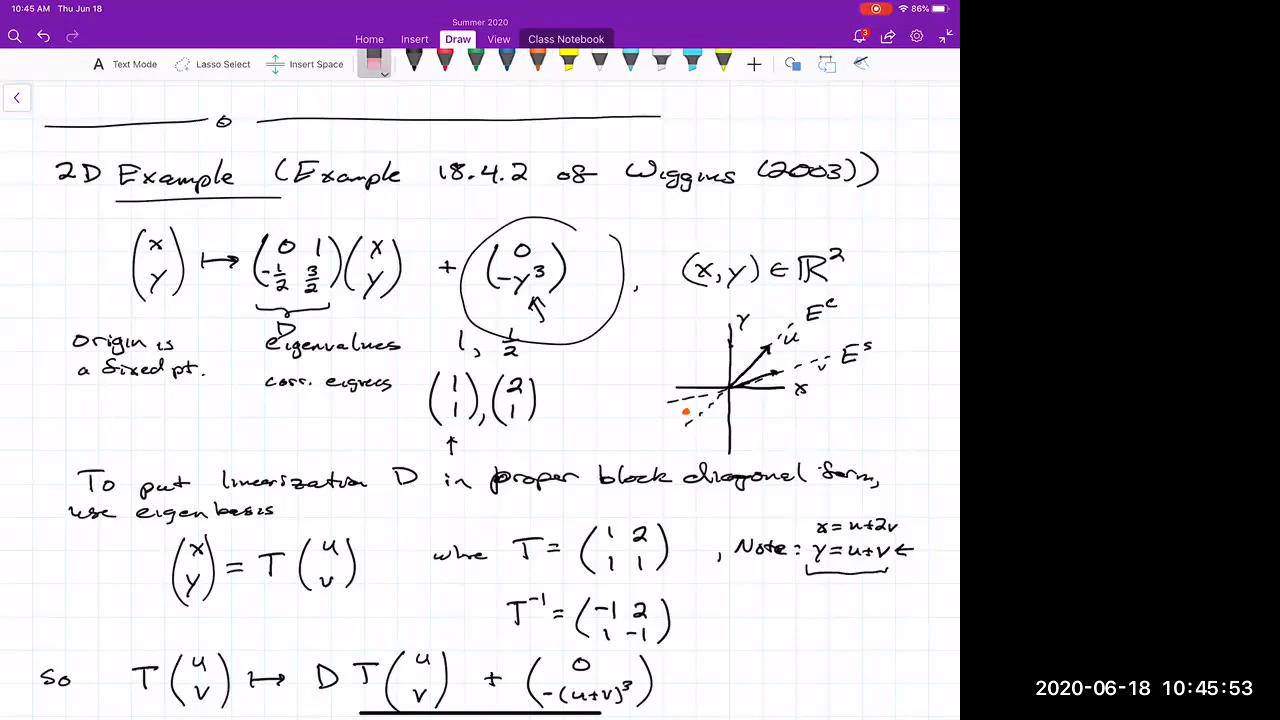 10:45 AM Thu Jun 18
86%
Summer 2020
Home Insert Draw View Class Notebook
3
A Text Mode Lasso Select Insert Space
0
2D Example (Example 18.4.2 of Wiggins (2003))
(x y) ↦ (0 1 -1/2 3/2) (x y) + (0 -y³), (x, y) ∈ ℝ²
D
Origin is
a fixed pt.
eigenvalues 1, 1/2
corr. eigvecs (1 1), (2 1)
↑
y Eᶜ
u
Eˢ
v
x
To put linearization D in proper block diagonal form,
use eigenbasis
(x y) = T (u v) where T = (1 2 1 1), Note: x = u+2v
y = u+v ←
T⁻¹ = (-1 2 1 -1)
So T (u v) ↦ D T (u v) + (0 -(u+v)³)
2020-06-18 10:45:53